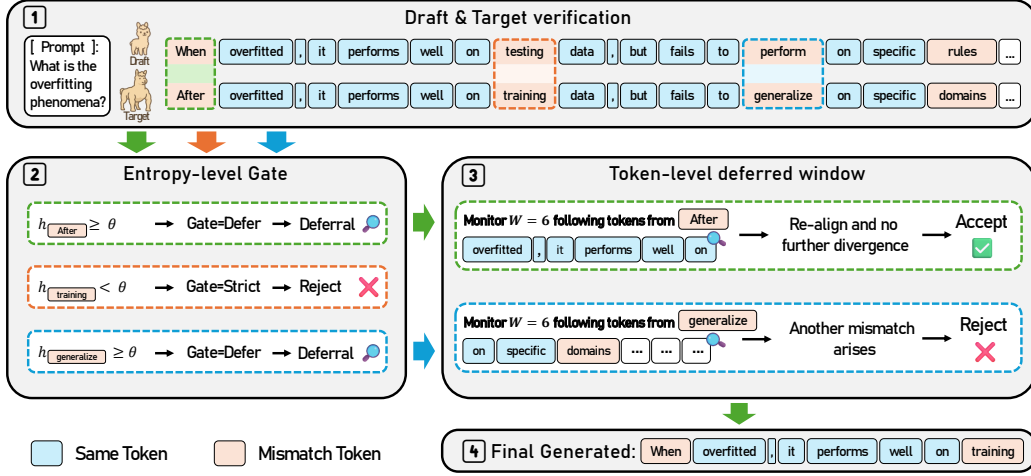 1 Draft & Target verification
[ Prompt ]:
What is the
overfitting
phenomena?
Draft
When overfitted , it performs well on testing data , but fails to perform on specific rules ...
Target
After overfitted , it performs well on training data , but fails to generalize on specific domains ...
2 Entropy-level Gate
h After ≥ θ → Gate=Defer → Deferral
h training < θ → Gate=Strict → Reject
h generalize ≥ θ → Gate=Defer → Deferral
3 Token-level deferred window
Monitor W = 6 following tokens from After
overfitted , it performs well on
Re-align and no
further divergence
Accept
Monitor W = 6 following tokens from generalize
on specific domains ... ... ...
Another mismatch
arises
Reject
4 Final Generated: When overfitted , it performs well on training
Same Token
Mismatch Token